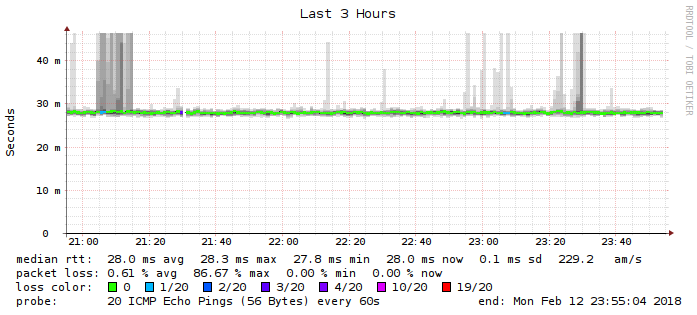 Last 3 Hours
RRDTOOL / TOBI OETIKER
Seconds
40 m
30 m
20 m
10 m
0
21:00 21:20 21:40 22:00 22:20 22:40 23:00 23:20 23:40
median rtt: 28.0 ms avg 28.3 ms max 27.8 ms min 28.0 ms now 0.1 ms sd 229.2 am/s
packet loss: 0.61 % avg 86.67 % max 0.00 % min 0.00 % now
loss color: 0 1/20 2/20 3/20 4/20 10/20 19/20
probe: 20 ICMP Echo Pings (56 Bytes) every 60s end: Mon Feb 12 23:55:04 2018